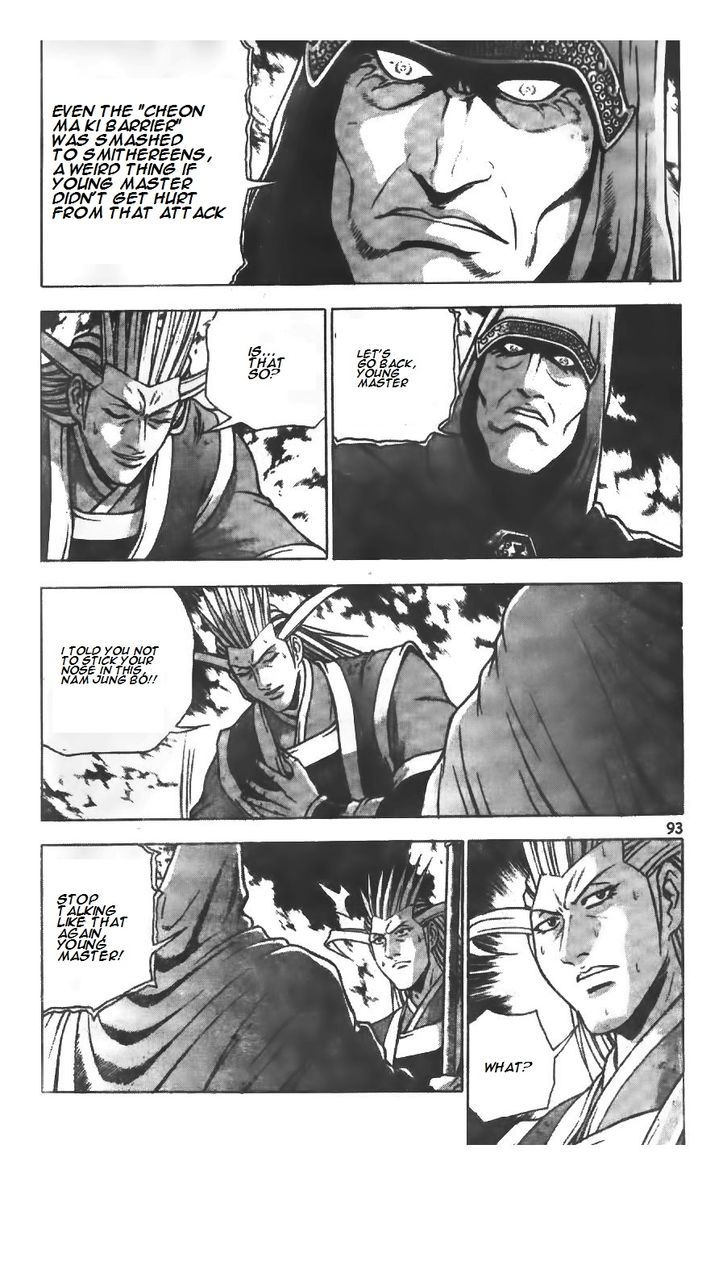 EVEN THE "CHEON
MA KI BARRIER"
WAS SMASHED
TO SMITHEREENS,
A WEIRD THING IF
YOUNG MASTER
DIDN'T GET HURT
FROM THAT ATTACK
IS...
THAT
SO?
LET'S
GO BACK,
YOUNG
MASTER
I TOLD YOU NOT
TO STICK YOUR
NOSE IN THIS,
NAM JUNG BO!!
93
STOP
TALKING
LIKE THAT
AGAIN,
YOUNG
MASTER!
WHAT?